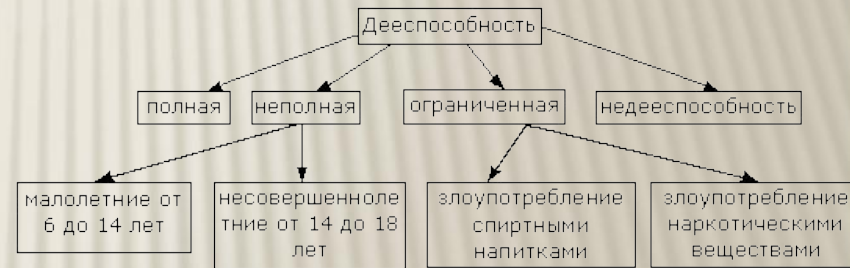 Дееспособность
полная
неполная
ограниченная
недееспособность
малолетние от
6 до 14 лет
несовершенноле
тние от 14 до 18
лет
злоупотребление
спиртными
напитками
злоупотребление
наркотическими
веществами